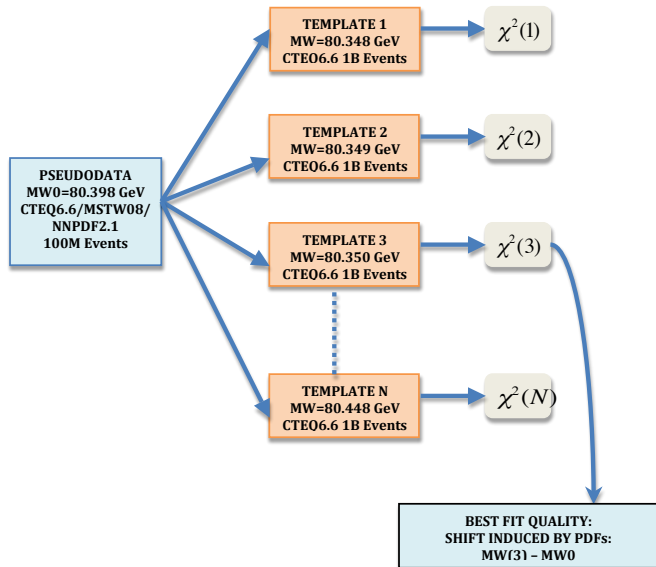 TEMPLATE 1
MW=80.348 GeV
CTEQ6.6 1B Events
χ²(1)
TEMPLATE 2
MW=80.349 GeV
CTEQ6.6 1B Events
χ²(2)
PSEUDODATA
MW0=80.398 GeV
CTEQ6.6/MSTW08/
NNPDF2.1
100M Events
TEMPLATE 3
MW=80.350 GeV
CTEQ6.6 1B Events
χ²(3)
TEMPLATE N
MW=80.448 GeV
CTEQ6.6 1B Events
χ²(N)
BEST FIT QUALITY:
SHIFT INDUCED BY PDFs:
MW(3) – MW0